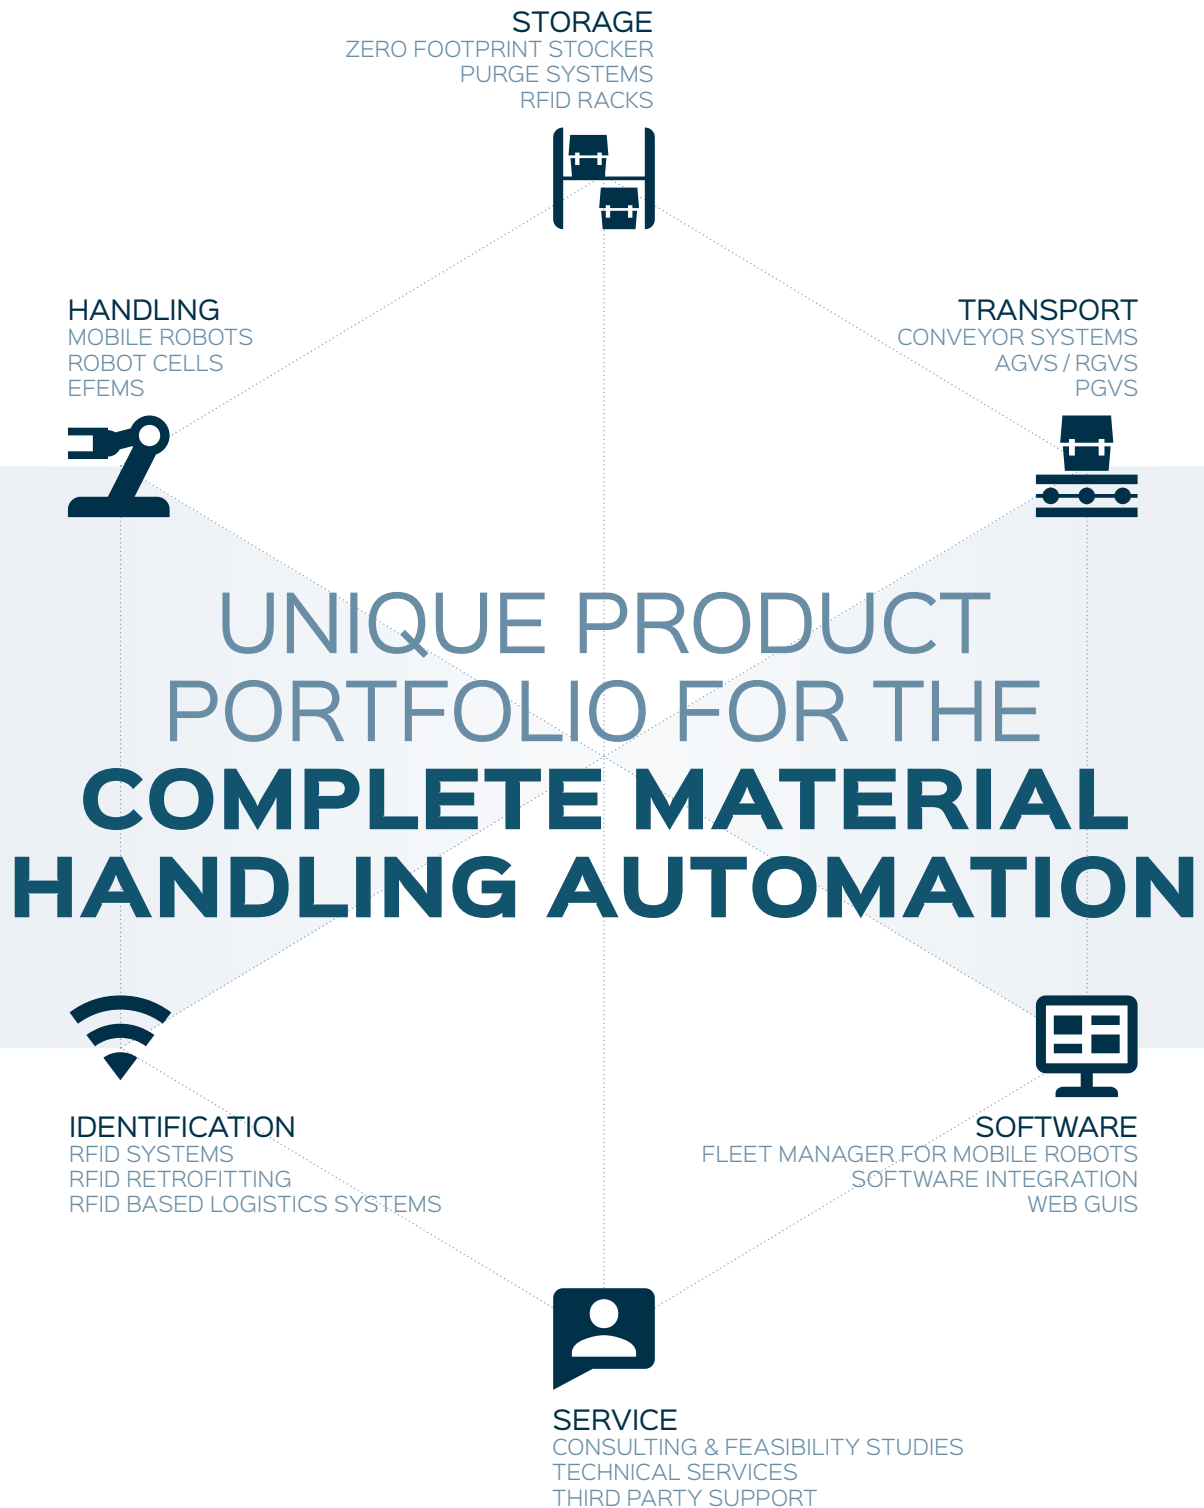 STORAGE
ZERO FOOTPRINT STOCKER
PURGE SYSTEMS
RFID RACKS
HANDLING
MOBILE ROBOTS
ROBOT CELLS
EFEMS
TRANSPORT
CONVEYOR SYSTEMS
AGVS / RGVS
PGVS
UNIQUE PRODUCT
PORTFOLIO FOR THE
COMPLETE MATERIAL
HANDLING AUTOMATION
IDENTIFICATION
RFID SYSTEMS
RFID RETROFITTING
RFID BASED LOGISTICS SYSTEMS
SOFTWARE
FLEET MANAGER FOR MOBILE ROBOTS
SOFTWARE INTEGRATION
WEB GUIS
SERVICE
CONSULTING & FEASIBILITY STUDIES
TECHNICAL SERVICES
THIRD PARTY SUPPORT